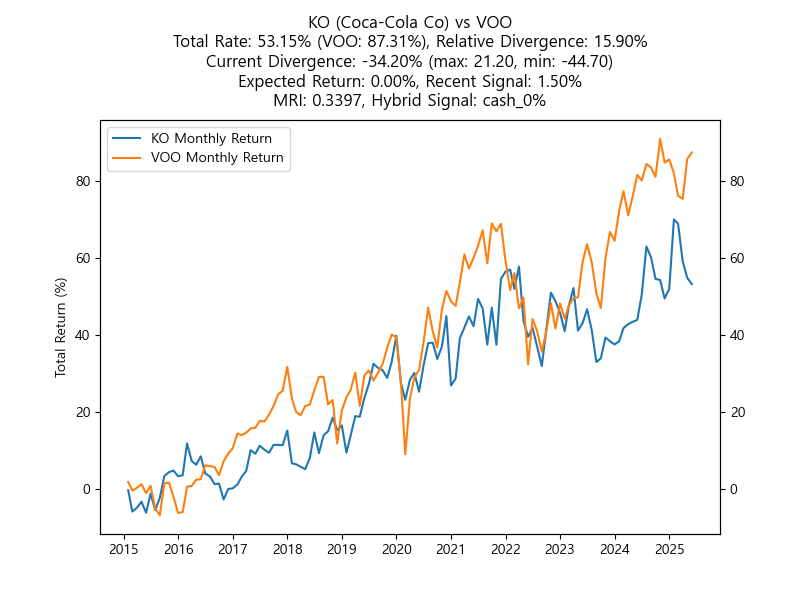 KO (Coca-Cola Co) vs VOO
Total Rate: 53.15% (VOO: 87.31%), Relative Divergence: 15.90%
Current Divergence: -34.20% (max: 21.20, min: -44.70)
Expected Return: 0.00%, Recent Signal: 1.50%
MRI: 0.3397, Hybrid Signal: cash_0%
KO Monthly Return
VOO Monthly Return
Total Return (%)
80
60
40
20
0
80
60
40
20
0
2015 2016 2017 2018 2019 2020 2021 2022 2023 2024 2025